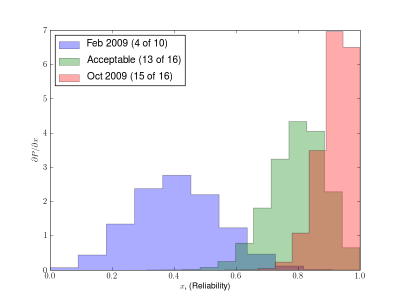 7
6
5
4
3
2
1
0
∂P/∂x
Feb 2009 (4 of 10)
Acceptable (13 of 16)
Oct 2009 (15 of 16)
0.0 0.2 0.4 0.6 0.8 1.0
x, (Reliability)